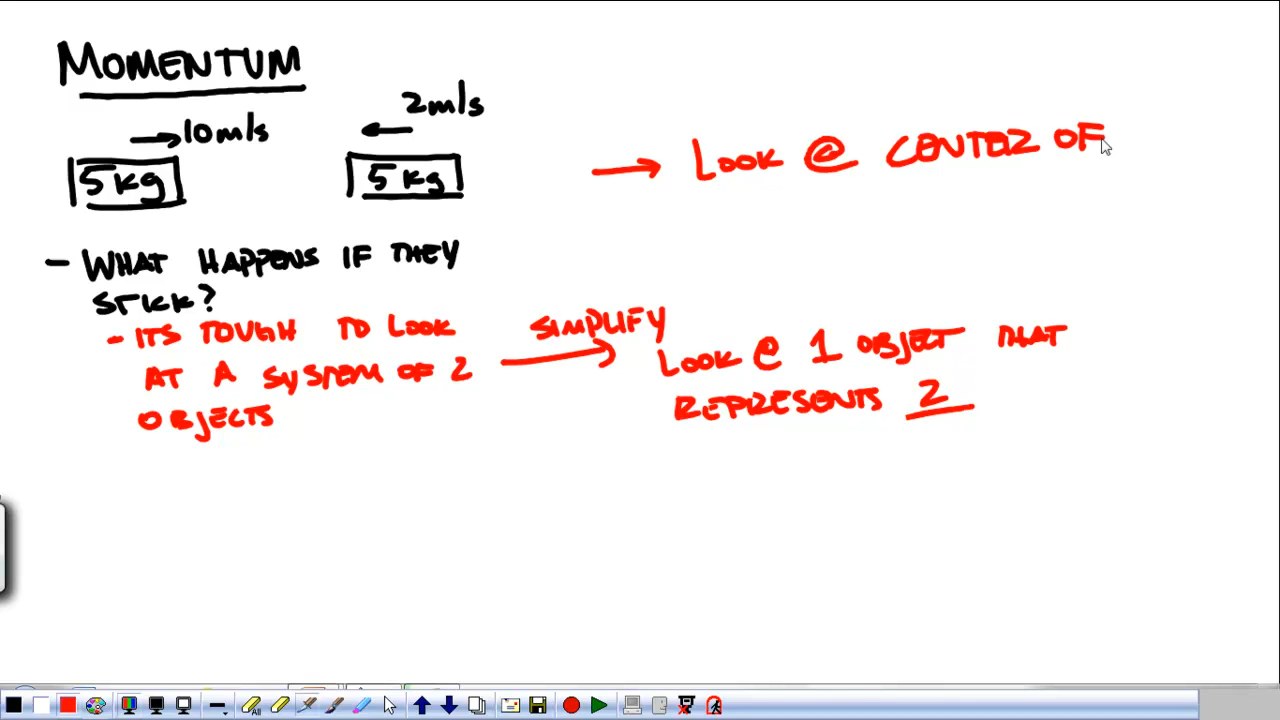 MOMENTUM
10m/s
2m/s
5kg
5kg
→ LOOK @ CENTER OF
- WHAT HAPPENS IF THEY
STICK?
- ITS TOUGH TO LOOK
AT A SYSTEM OF 2
OBJECTS
SIMPLIFY
LOOK @ 1 OBJECT THAT
REPRESENTS 2
All